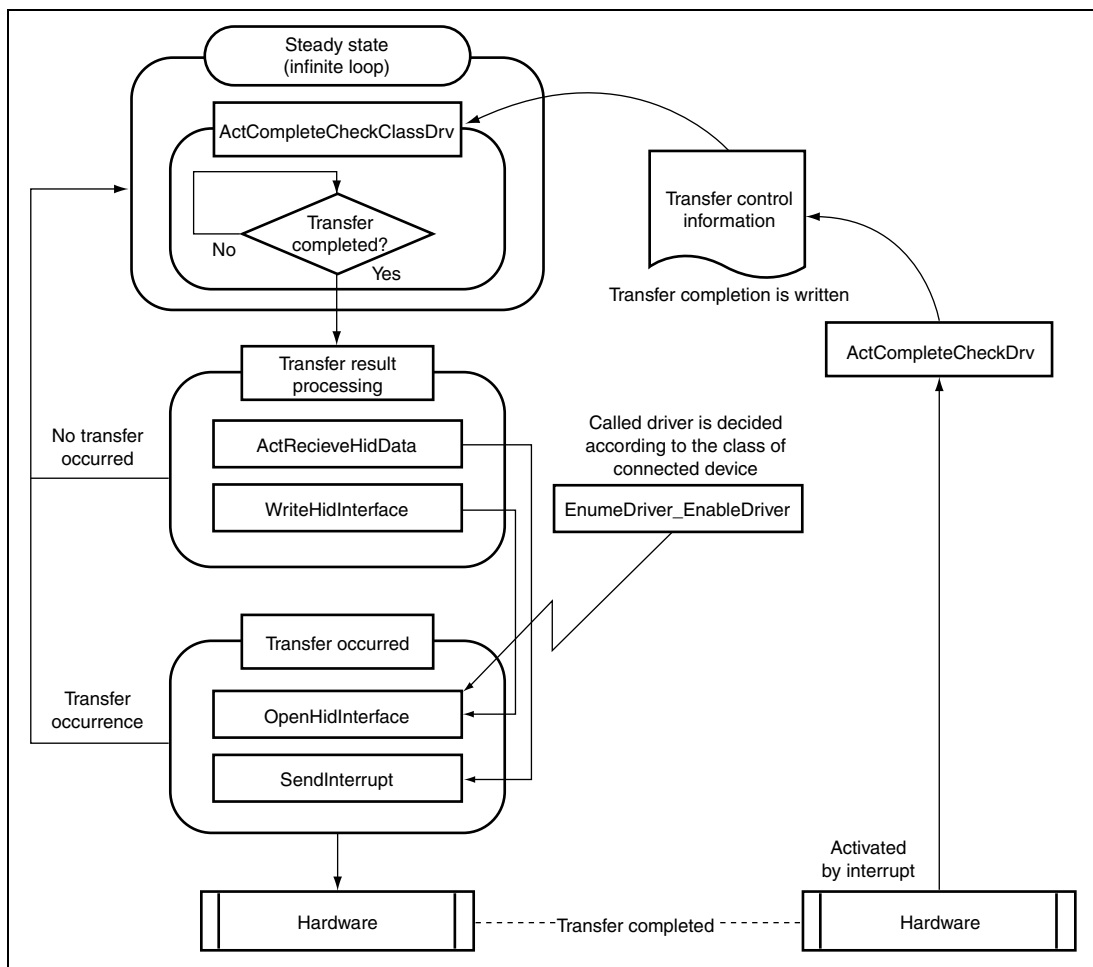 Steady state
(infinite loop)
ActCompleteCheckClassDrv
Transfer
completed?
No
Yes
Transfer control
information
Transfer completion is written
ActCompleteCheckDrv
Transfer result
processing
No transfer
occurred
ActRecieveHidData
WriteHidInterface
Called driver is decided
according to the class of
connected device
EnumeDriver_EnableDriver
Transfer occurred
Transfer
occurrence
OpenHidInterface
SendInterrupt
Activated
by interrupt
Hardware
Transfer completed
Hardware